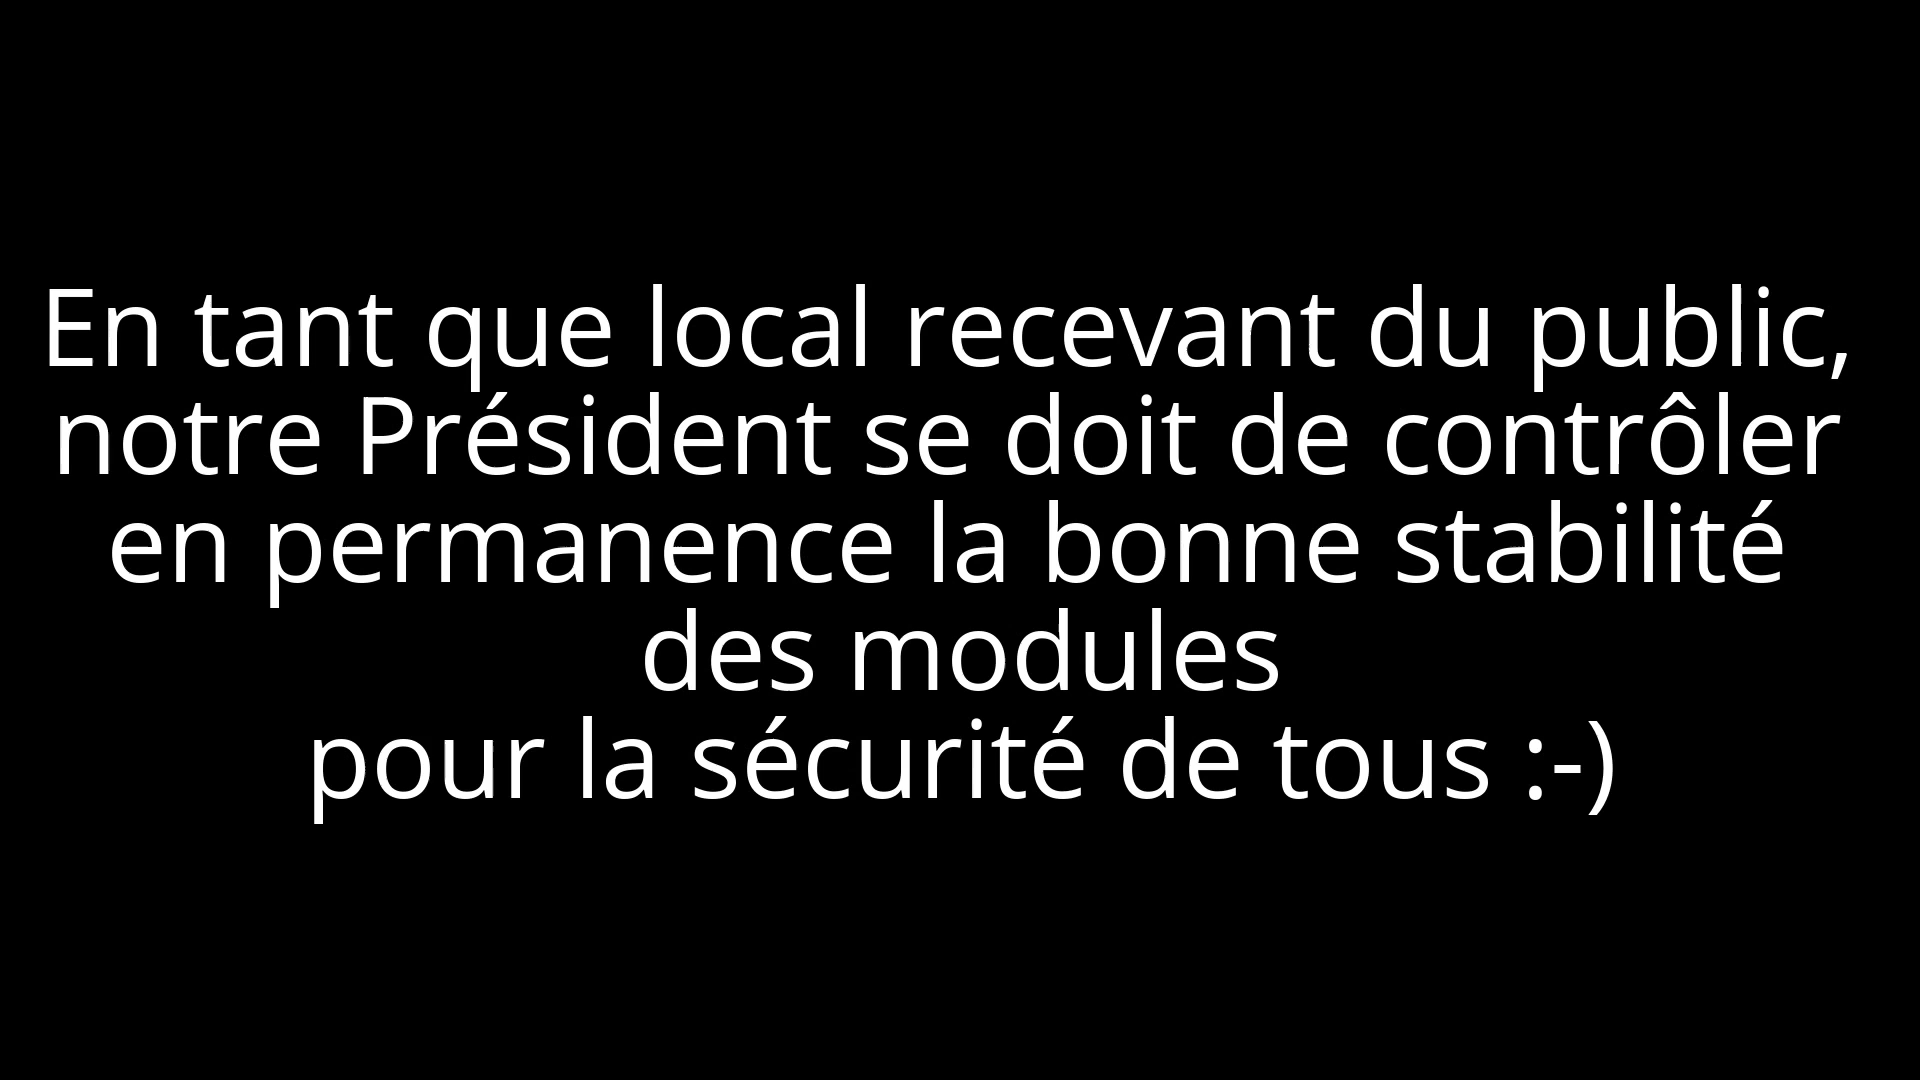 En tant que local recevant du public,
notre Président se doit de contrôler
en permanence la bonne stabilité
des modules
pour la sécurité de tous :-)